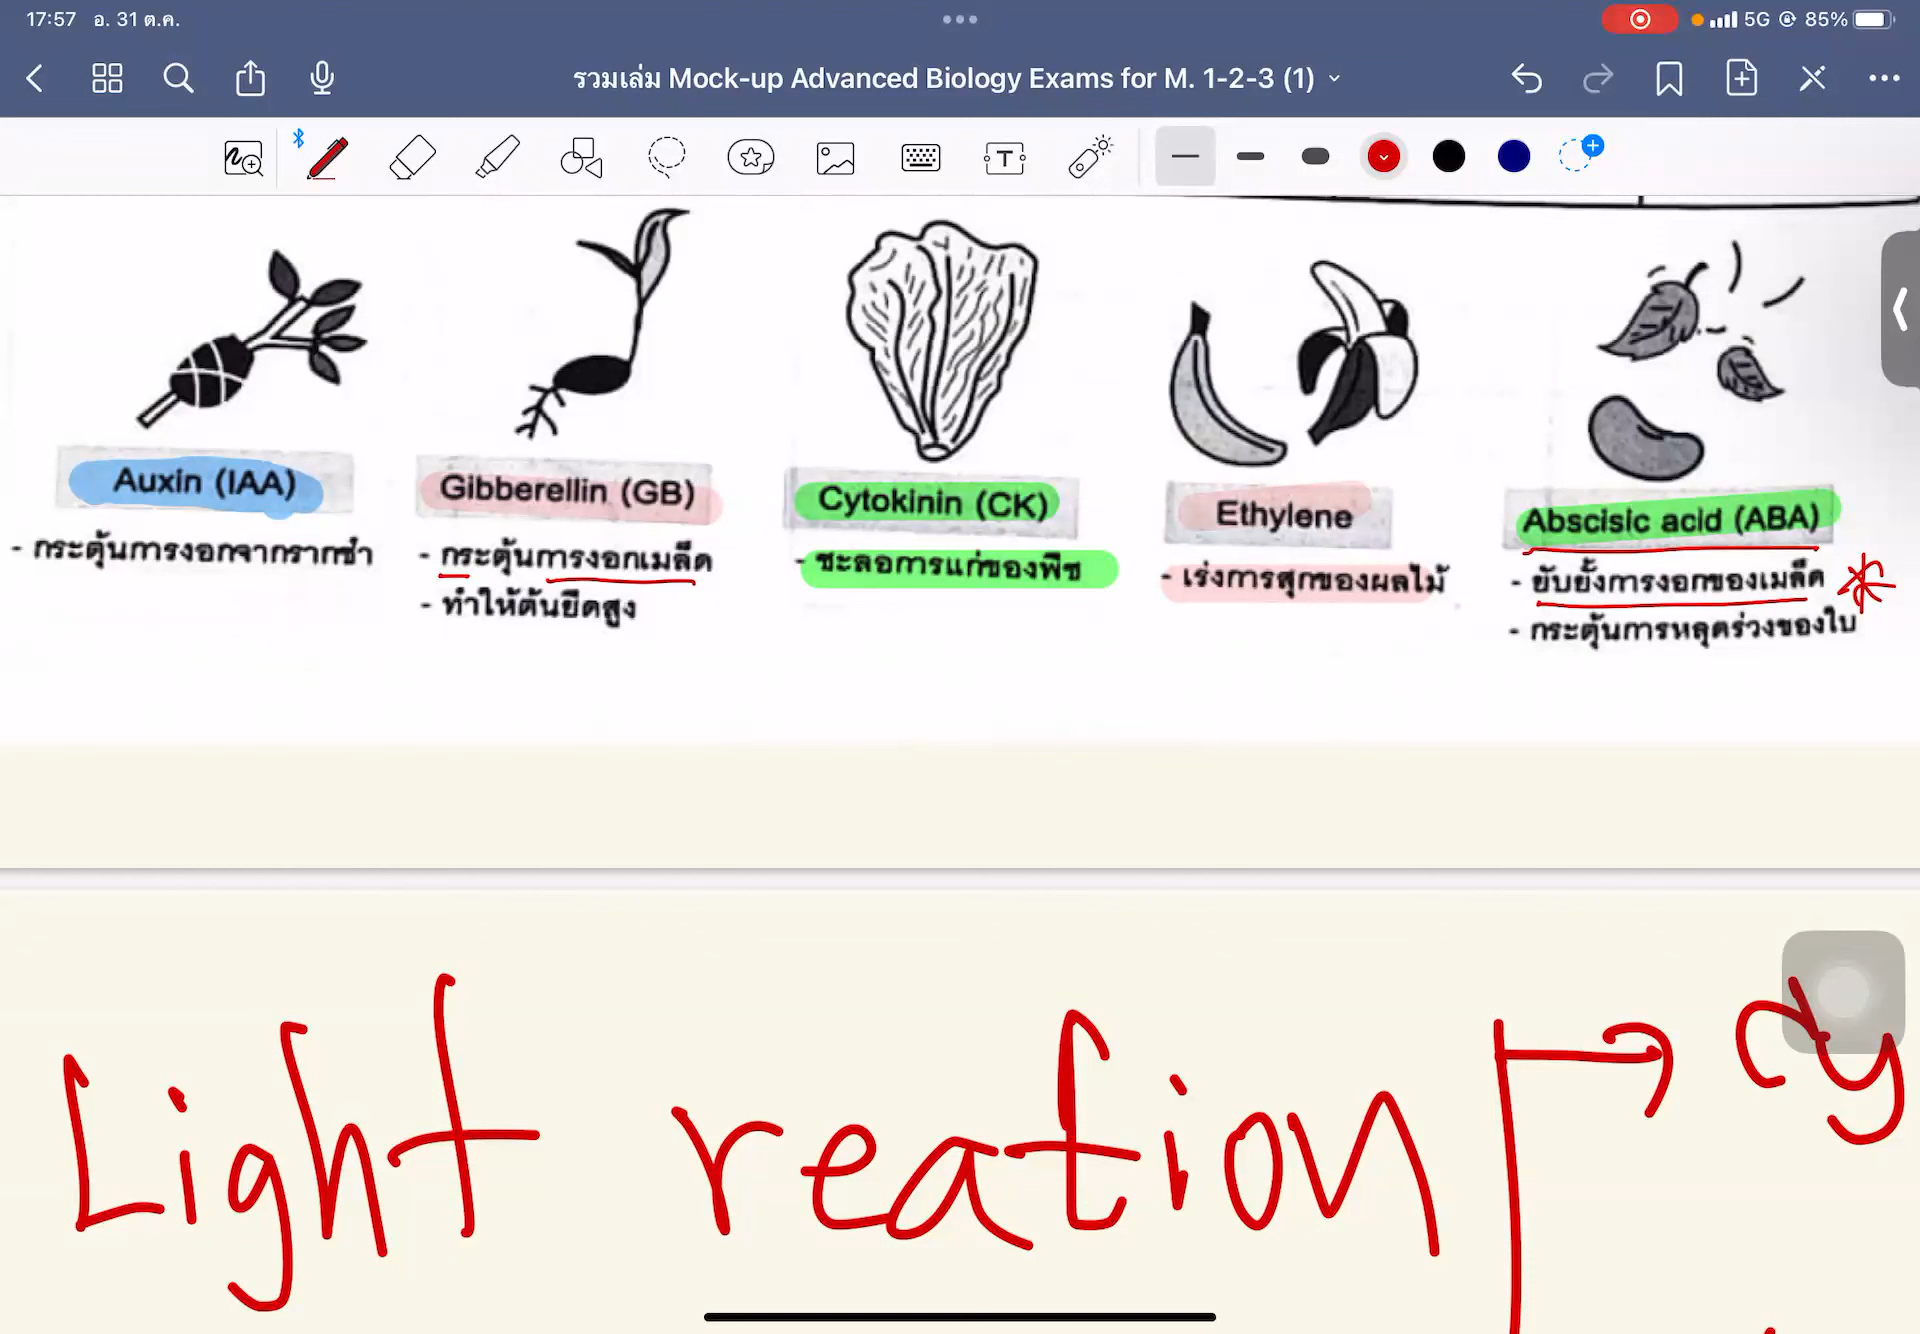 17:57 อ. 31 ต.ค.
5G 85%
รวมเล่ม Mock-up Advanced Biology Exams for M. 1-2-3 (1)
T
Auxin (IAA)
- กระตุ้นการงอกจากรากชำ
Gibberellin (GB)
- กระตุ้นการงอกเมล็ด
- ทำให้ต้นยืดสูง
Cytokinin (CK)
- ชะลอการแก่ของพืช
Ethylene
- เร่งการสุกของผลไม้
Abscisic acid (ABA)
- ยับยั้งการงอกของเมล็ด
- กระตุ้นการหลุดร่วงของใบ
Light reation cy